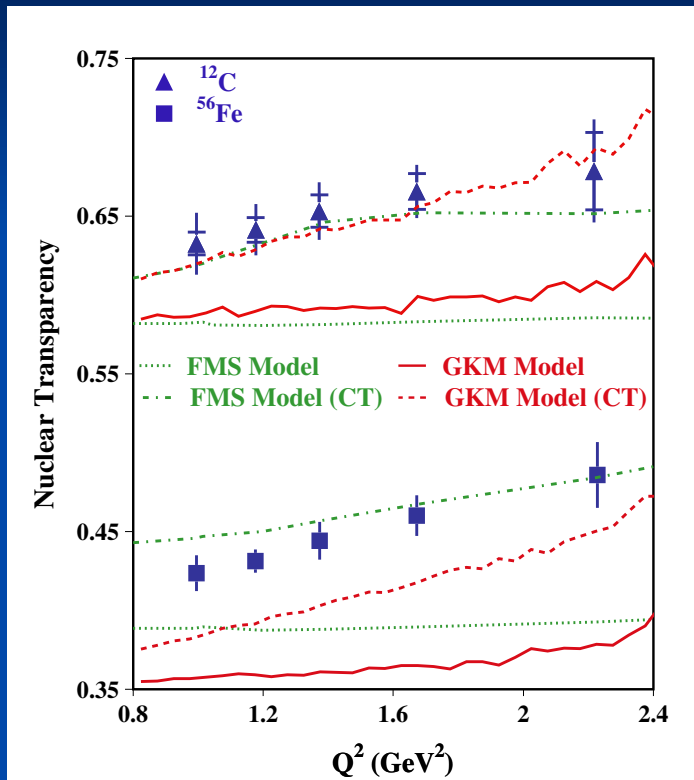 0.75
¹²C
⁵⁶Fe
0.65
Nuclear Transparency
0.55
FMS Model
GKM Model
FMS Model (CT)
GKM Model (CT)
0.45
0.35
0.8 1.2 1.6 2 2.4
Q² (GeV²)